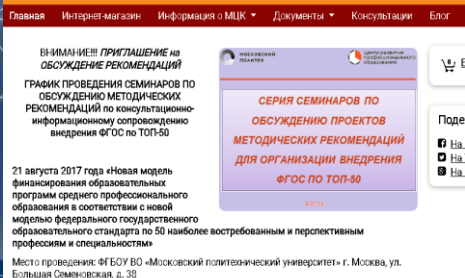 Главная Интернет-магазин Информация о МЦК Документы Консультации Блог
ВНИМАНИЕ!!! ПРИГЛАШЕНИЕ на
ОБСУЖДЕНИЕ РЕКОМЕНДАЦИЙ
ГРАФИК ПРОВЕДЕНИЯ СЕМИНАРОВ ПО
ОБСУЖДЕНИЮ МЕТОДИЧЕСКИХ
РЕКОМЕНДАЦИЙ по консультационно-
информационному сопровождению
внедрения ФГОС по ТОП-50
МОСКОВСКИЙ
ПОЛИТЕХ
центр развития
профессионального
образования
СЕРИЯ СЕМИНАРОВ ПО
ОБСУЖДЕНИЮ ПРОЕКТОВ
МЕТОДИЧЕСКИХ РЕКОМЕНДАЦИЙ
ДЛЯ ОРГАНИЗАЦИИ ВНЕДРЕНИЯ
ФГОС ПО ТОП-50
21 августа 2017 года «Новая модель
финансирования образовательных
программ среднего профессионального
образования в соответствии с новой
моделью федерального государственного
образовательного стандарта по 50 наиболее востребованным и перспективным
профессиям и специальностям»
Место проведения: ФГБОУ ВО «Московский политехнический университет» г. Москва, ул.
Большая Семеновская, д. 38
Поде
На
На
На